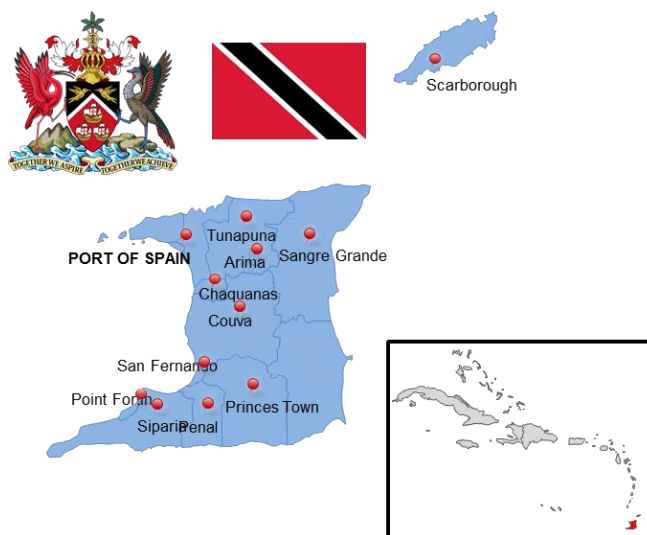 Scarborough
TOGETHER WE ASPIRE TOGETHER WE ACHIEVE
Tunapuna
PORT OF SPAIN
Sangre Grande
Arima
Chaquanas
Couva
San Fernando
Point Fortin
Princes Town
Siparia
Penal